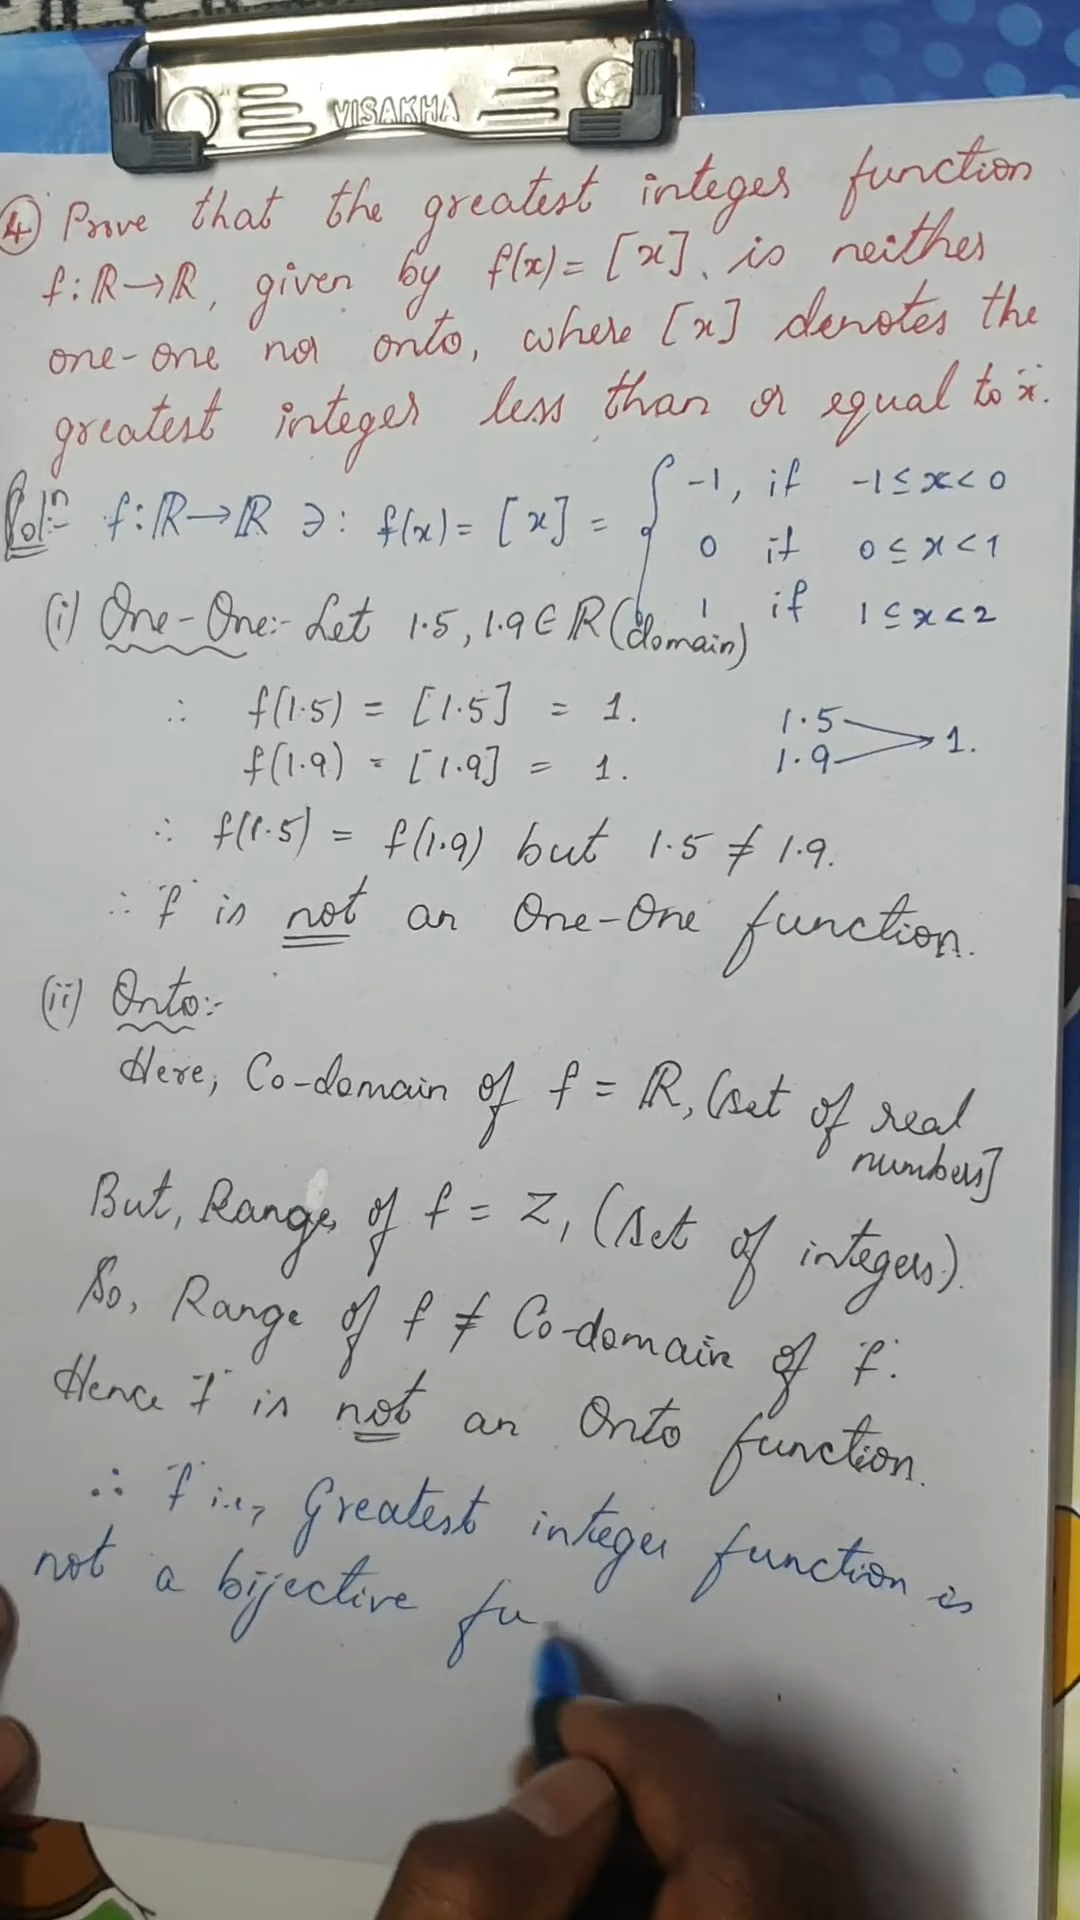 VISAKHA
④ Prove that the greatest integer function
f: ℝ→ℝ, given by f(x) = [x], is neither
one-one nor onto, where [x] denotes the
greatest integer less than or equal to 'x'.
Solⁿ:- f: ℝ→ℝ ∋: f(x) = [x] = { -1, if -1 ≤ x < 0
0 if 0 ≤ x < 1
1 if 1 ≤ x < 2
(i) One-One:- Let 1.5, 1.9 ∈ ℝ (domain)
∴ f(1.5) = [1.5] = 1.
f(1.9) = [1.9] = 1.
1.5
1.9 → 1.
∴ f(1.5) = f(1.9) but 1.5 ≠ 1.9.
∴ 'f' is not an One-One function.
(ii) Onto:-
Here, Co-domain of f = ℝ, (set of real
numbers]
But, Range of f = Z, (set of integers).
So, Range of f ≠ Co-domain of 'f'.
Hence 'f' is not an Onto function.
∴ 'f' i.e., Greatest integer function is
not a bijective fu